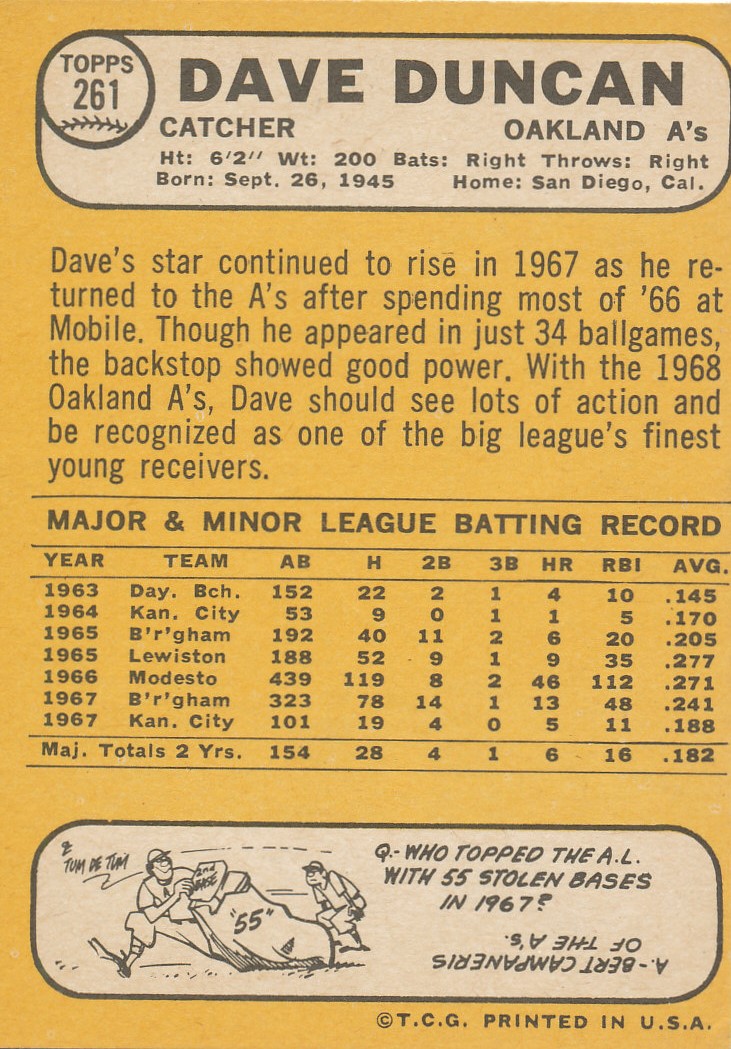 TOPPS
261
DAVE DUNCAN
CATCHER OAKLAND A's
Ht: 6'2" Wt: 200 Bats: Right Throws: Right
Born: Sept. 26, 1945 Home: San Diego, Cal.
Dave's star continued to rise in 1967 as he re-
turned to the A's after spending most of '66 at
Mobile. Though he appeared in just 34 ballgames,
the backstop showed good power. With the 1968
Oakland A's, Dave should see lots of action and
be recognized as one of the big league's finest
young receivers.
MAJOR & MINOR LEAGUE BATTING RECORD
YEAR TEAM AB H 2B 3B HR RBI AVG.
1963 Day. Bch. 152 22 2 1 4 10 .145
1964 Kan. City 53 9 0 1 1 5 .170
1965 B'r'gham 192 40 11 2 6 20 .205
1965 Lewiston 188 52 9 1 9 35 .277
1966 Modesto 439 119 8 2 46 112 .271
1967 B'r'gham 323 78 14 1 13 48 .241
1967 Kan. City 101 19 4 0 5 11 .188
Maj. Totals 2 Yrs. 154 28 4 1 6 16 .182
TUM DE TUM
2ND
BASE
A
"55"
Q.- WHO TOPPED THE A.L.
WITH 55 STOLEN BASES
IN 1967?
A.- BERT CAMPANERIS
OF THE A's.
©T.C.G. PRINTED IN U.S.A.